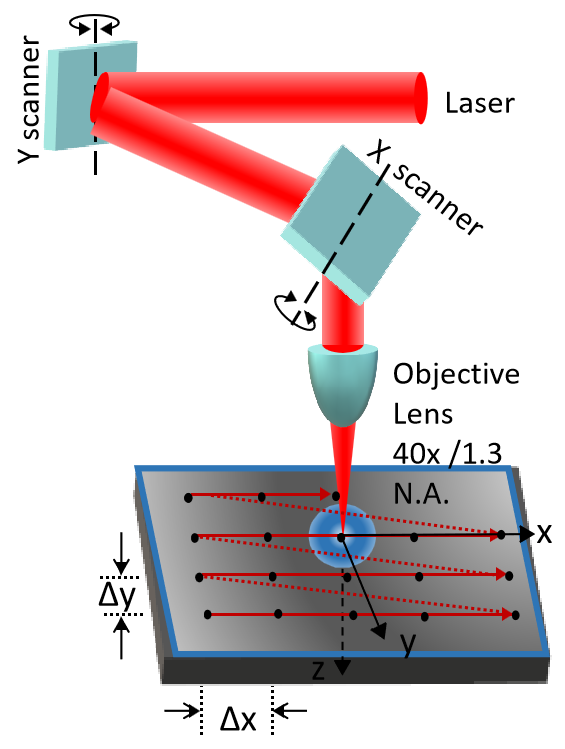 Y scanner
Laser
X scanner
Objective
Lens
40x /1.3
N.A.
x
Δy
y
z
Δx